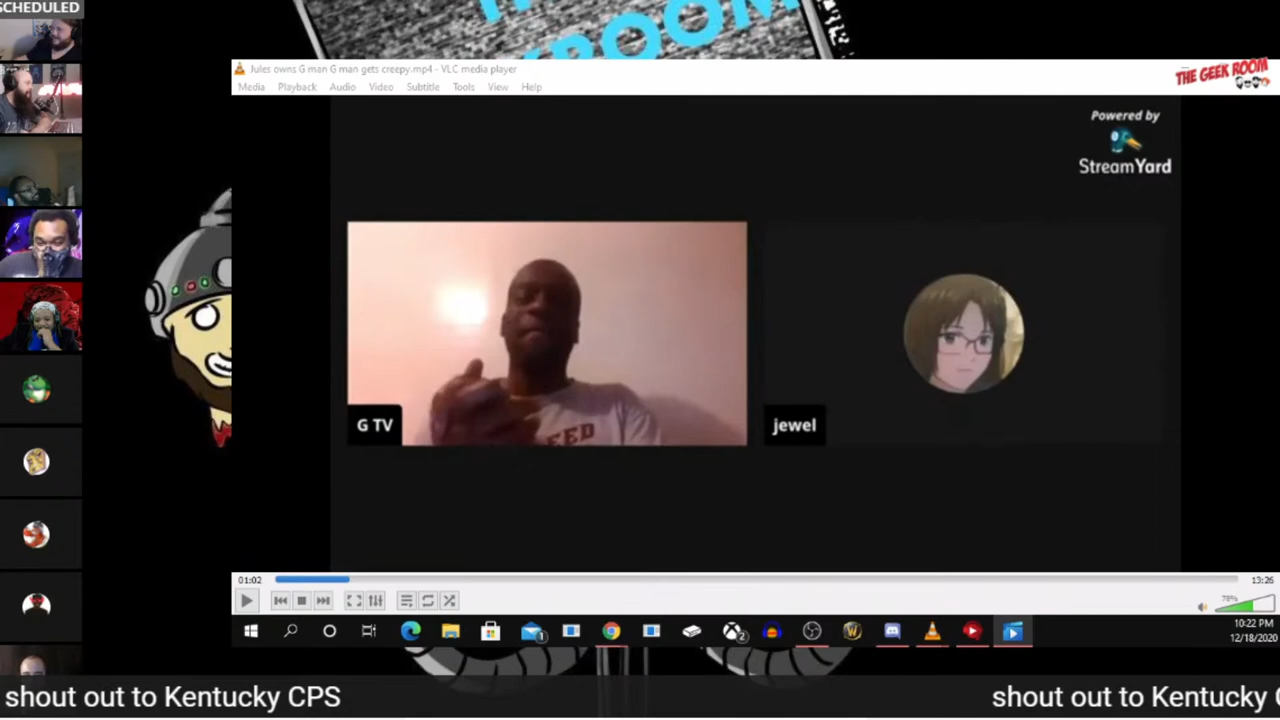 SCHEDULED
Jules owns G man G man gets creepy.mp4 - VLC media player
THE GEEK ROOM
Media Playback Audio Video Subtitle Tools View Help
Powered by
StreamYard
G TV
jewel
01:02
13:26
78%
10:22 PM
12/18/2020
shout out to Kentucky CPS
shout out to Kentucky